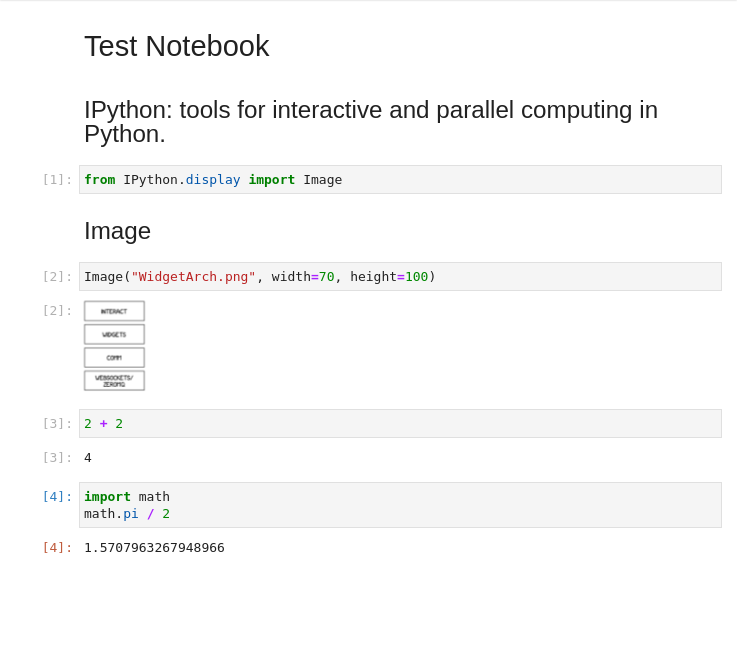 Test Notebook
IPython: tools for interactive and parallel computing in
Python.
[1]: from IPython.display import Image
Image
[2]: Image("WidgetArch.png", width=70, height=100)
[2]:
INTERACT
WIDGETS
COMM
WEBSOCKETS/
ZEROMQ
[3]: 2 + 2
[3]: 4
[4]: import math
math.pi / 2
[4]: 1.5707963267948966